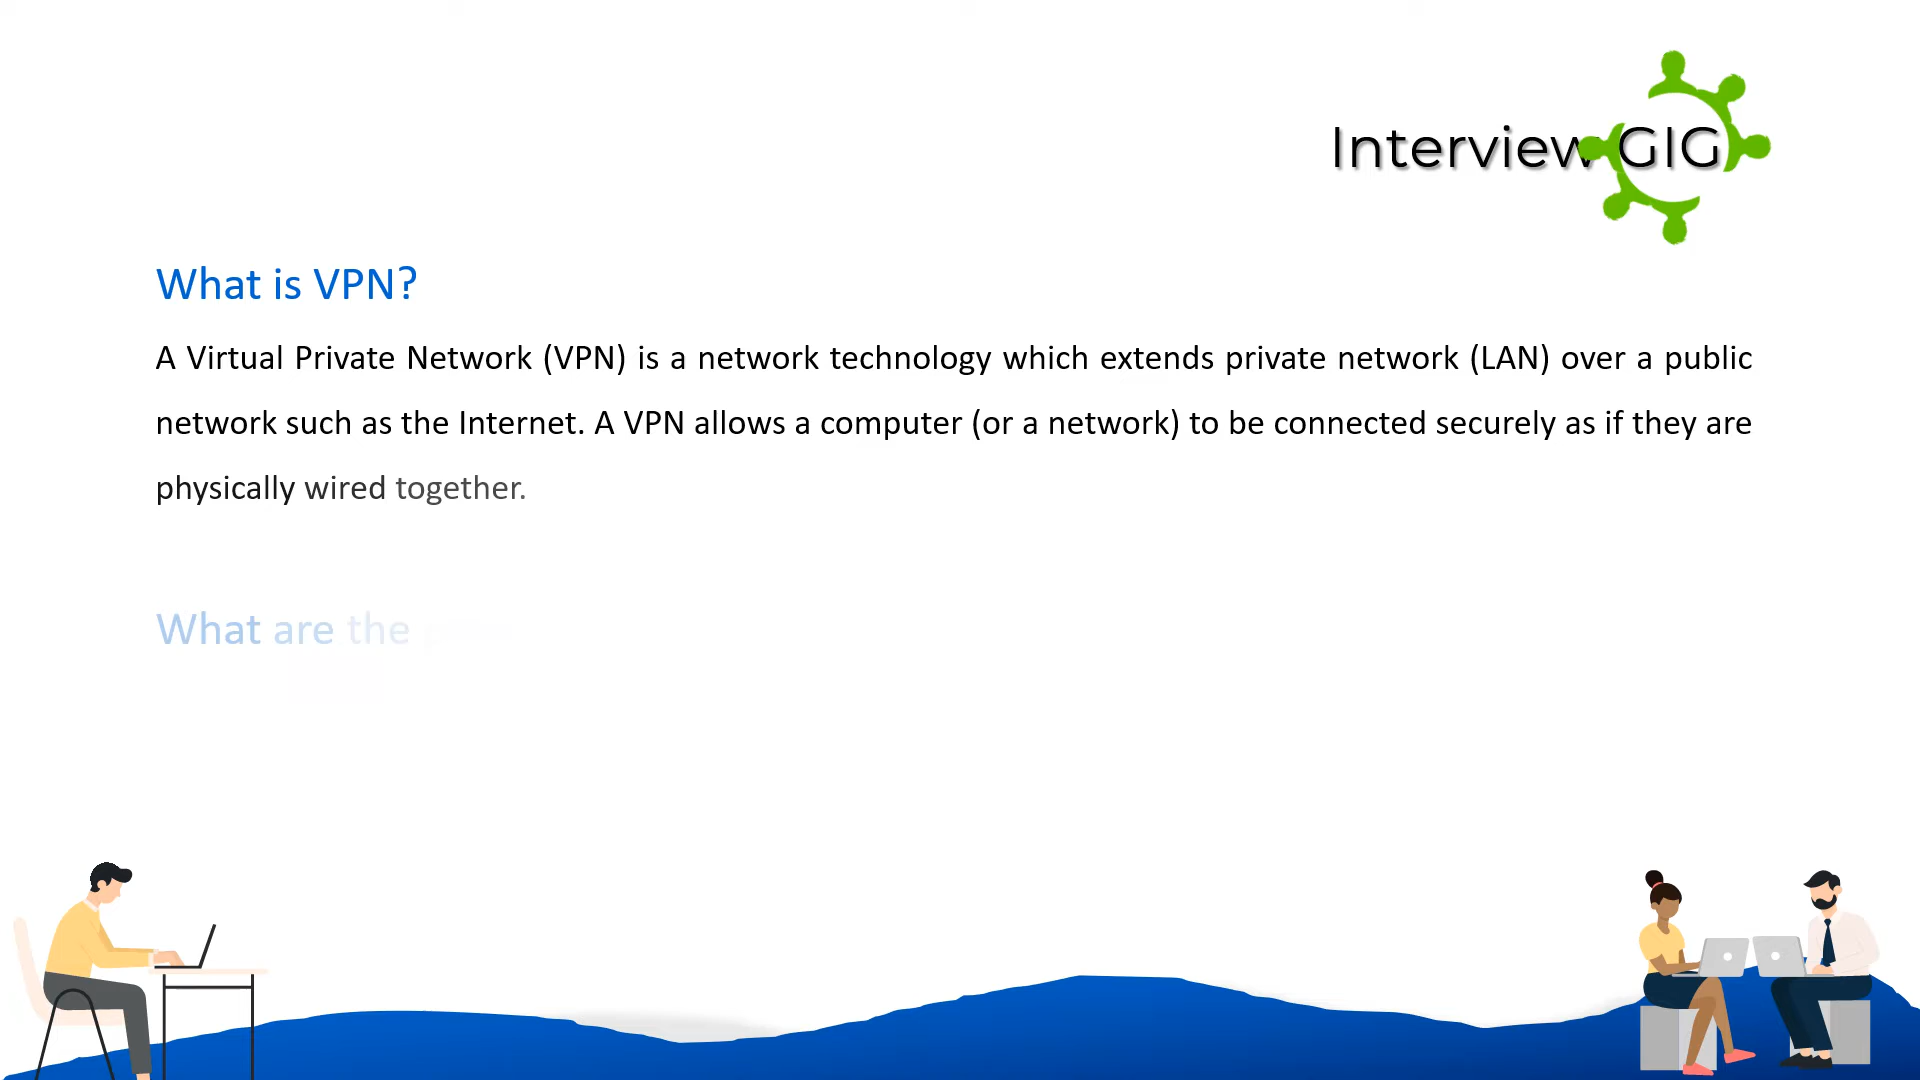 Interview GIG
What is VPN?
A Virtual Private Network (VPN) is a network technology which extends private network (LAN) over a public
network such as the Internet. A VPN allows a computer (or a network) to be connected securely as if they are
physically wired together.
What are the